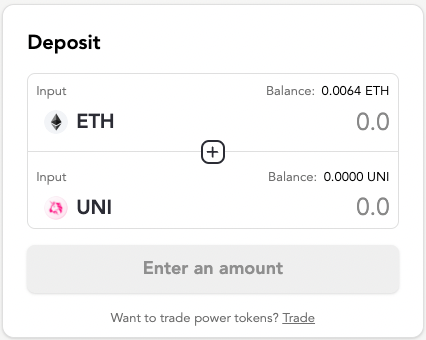 Deposit
Input Balance: 0.0064 ETH
ETH 0.0
Input Balance: 0.0000 UNI
UNI 0.0
Enter an amount
Want to trade power tokens? Trade